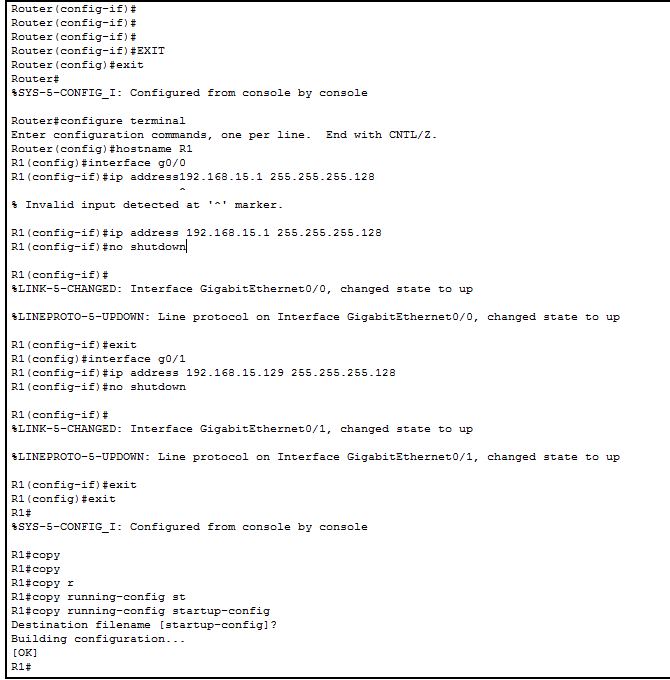 Router(config-if)#
Router(config-if)#
Router(config-if)#
Router(config-if)#EXIT
Router(config)#exit
Router#
%SYS-5-CONFIG_I: Configured from console by console
Router#configure terminal
Enter configuration commands, one per line.  End with CNTL/Z.
Router(config)#hostname R1
R1(config)#interface g0/0
R1(config-if)#ip address192.168.15.1 255.255.255.128
^
% Invalid input detected at '^' marker.
R1(config-if)#ip address 192.168.15.1 255.255.255.128
R1(config-if)#no shutdown
R1(config-if)#
%LINK-5-CHANGED: Interface GigabitEthernet0/0, changed state to up
%LINEPROTO-5-UPDOWN: Line protocol on Interface GigabitEthernet0/0, changed state to up
R1(config-if)#exit
R1(config)#interface g0/1
R1(config-if)#ip address 192.168.15.129 255.255.255.128
R1(config-if)#no shutdown
R1(config-if)#
%LINK-5-CHANGED: Interface GigabitEthernet0/1, changed state to up
%LINEPROTO-5-UPDOWN: Line protocol on Interface GigabitEthernet0/1, changed state to up
R1(config-if)#exit
R1(config)#exit
R1#
%SYS-5-CONFIG_I: Configured from console by console
R1#copy
R1#copy
R1#copy r
R1#copy running-config st
R1#copy running-config startup-config
Destination filename [startup-config]?
Building configuration...
[OK]
R1#